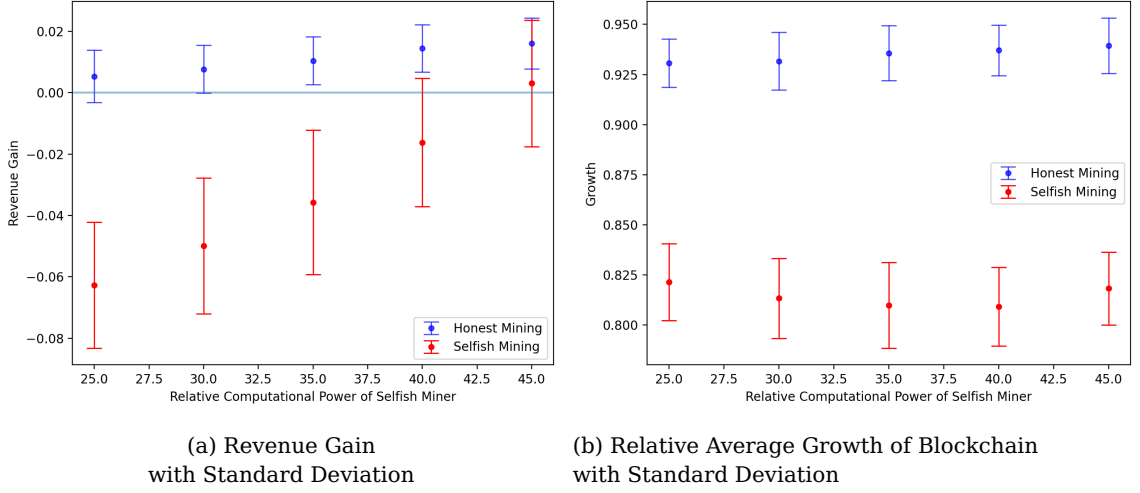 0.02
0.00
−0.02
−0.04
−0.06
−0.08
Revenue Gain
Honest Mining
Selfish Mining
25.0 27.5 30.0 32.5 35.0 37.5 40.0 42.5 45.0
Relative Computational Power of Selfish Miner
(a) Revenue Gain
with Standard Deviation
0.950
0.925
0.900
0.875
0.850
0.825
0.800
Growth
Honest Mining
Selfish Mining
25.0 27.5 30.0 32.5 35.0 37.5 40.0 42.5 45.0
Relative Computational Power of Selfish Miner
(b) Relative Average Growth of Blockchain
with Standard Deviation